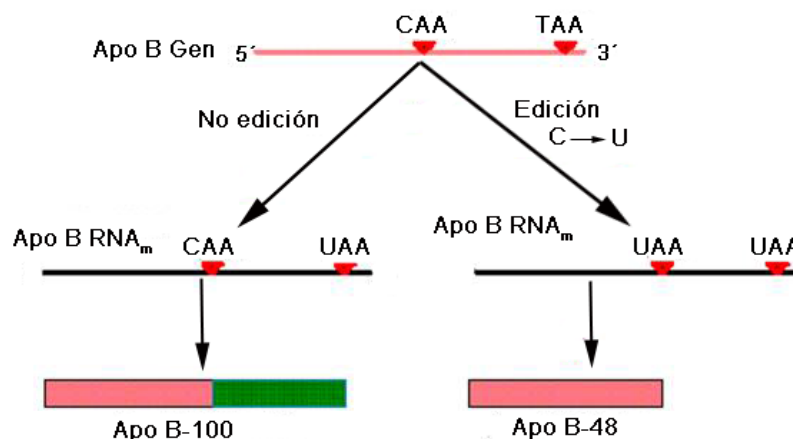 CAA TAA
Apo B Gen 5´ 3´
No edición
Edición
C → U
Apo B RNAm CAA UAA
Apo B RNAm UAA UAA
Apo B-100
Apo B-48